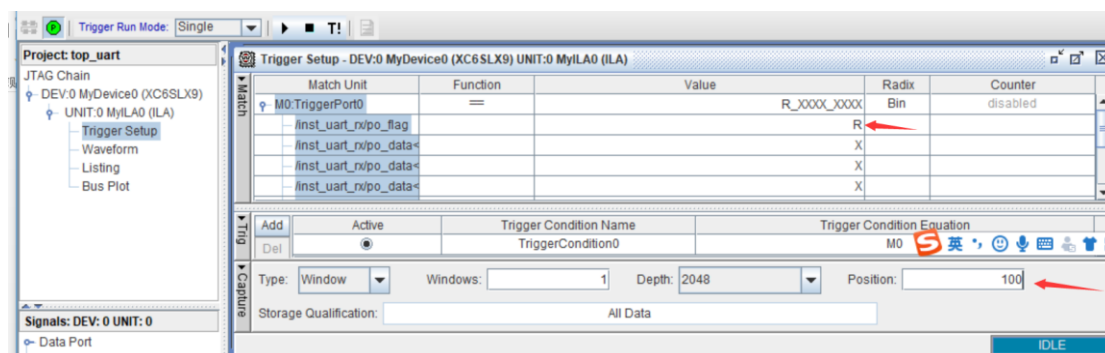 Trigger Run Mode: Single T!
Project: top_uart
JTAG Chain
DEV:0 MyDevice0 (XC6SLX9)
UNIT:0 MyILA0 (ILA)
Trigger Setup
Waveform
Listing
Bus Plot
Signals: DEV: 0 UNIT: 0
Data Port
Trigger Setup - DEV:0 MyDevice0 (XC6SLX9) UNIT:0 MyILA0 (ILA)
Match
Match Unit Function Value Radix Counter
M0:TriggerPort0 == R_XXXX_XXXX Bin disabled
/inst_uart_rx/po_flag R
/inst_uart_rx/po_data< X
/inst_uart_rx/po_data< X
/inst_uart_rx/po_data< X
Trig
Add Active Trigger Condition Name Trigger Condition Equation
Del TriggerCondition0 M0
S 英
Capture
Type: Window Windows: 1 Depth: 2048 Position: 100
Storage Qualification: All Data
IDLE